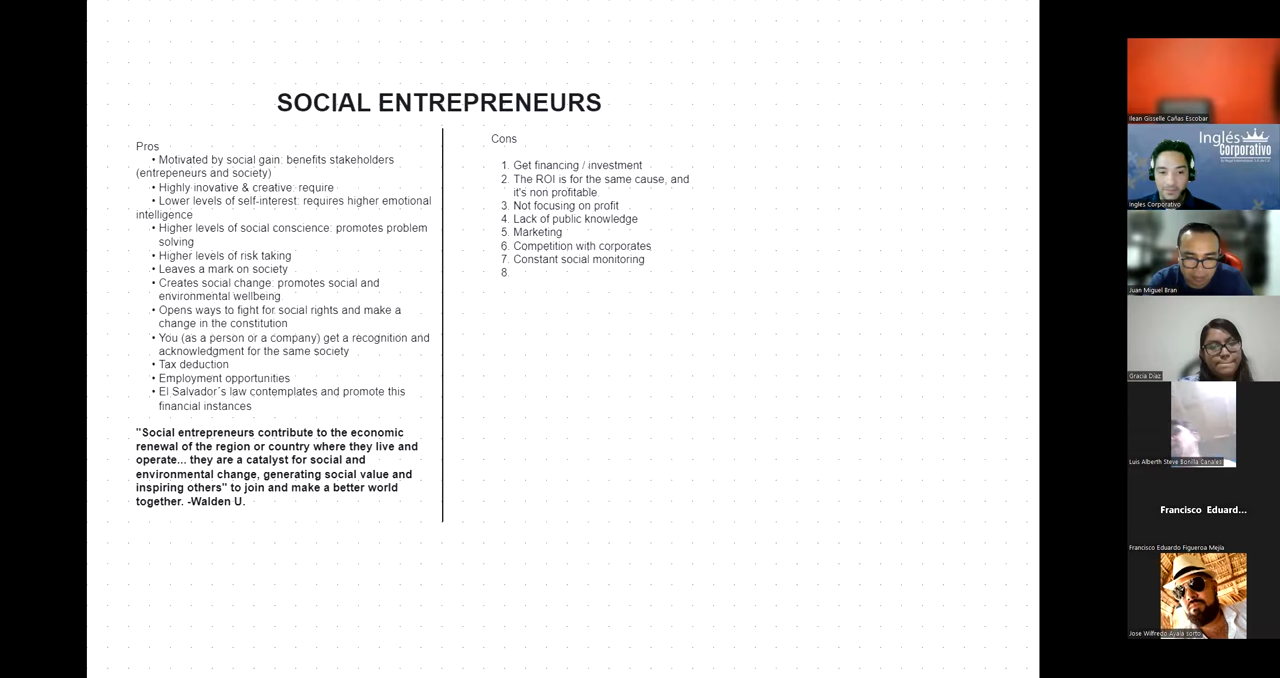 SOCIAL ENTREPRENEURS
Pros
• Motivated by social gain: benefits stakeholders
(entrepeneurs and society)
• Highly inovative & creative: require
• Lower levels of self-interest: requires higher emotional
intelligence
• Higher levels of social conscience: promotes problem
solving
• Higher levels of risk taking
• Leaves a mark on society
• Creates social change: promotes social and
environmental wellbeing
• Opens ways to fight for social rights and make a
change in the constitution
• You (as a person or a company) get a recognition and
acknowledgment for the same society
• Tax deduction
• Employment opportunities
• El Salvador´s law contemplates and promote this
financial instances
"Social entrepreneurs contribute to the economic
renewal of the region or country where they live and
operate... they are a catalyst for social and
environmental change, generating social value and
inspiring others" to join and make a better world
together. -Walden U.
Cons
1. Get financing / investment
2. The ROI is for the same cause, and
it's non profitable.
3. Not focusing on profit
4. Lack of public knowledge
5. Marketing
6. Competition with corporates
7. Constant social monitoring
8.
Ilean Gisselle Cañas Escobar
Inglés
Corporativo
Ingles Corporativo
Juan Miguel Bran
Gracia Diaz
Luis Alberth Steve Bonilla Canales
Francisco Eduard...
Francisco Eduardo Figueroa Mejía
Jose Wilfredo Ayala sorto